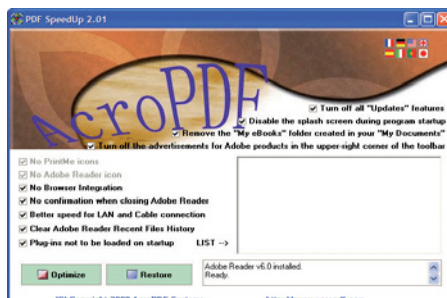 PDF SpeedUp 2.01
AcroPDF
Turn off all "Updates" features
Disable the splash screen during program startup
Remove the "My eBooks" folder created in your "My Documents"
Turn off the advertisements for Adobe products in the upper-right corner of the toolbar
No PrintMe icons
No Adobe Reader icon
No Browser Integration
No confirmation when closing Adobe Reader
Better speed for LAN and Cable connection
Clear Adobe Reader Recent Files History
Plug-ins not to be loaded on startup LIST -->
Optimize Restore
Adobe Reader v6.0 installed.
Ready.